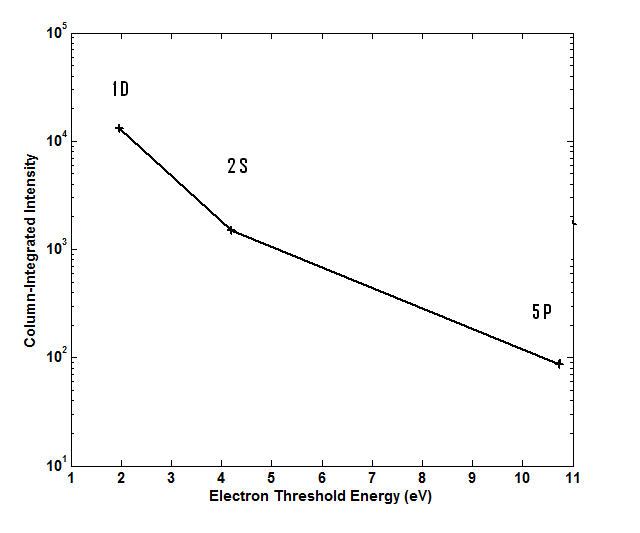 10^5
1D
10^4
2S
10^3
5P
10^2
10^1
1 2 3 4 5 6 7 8 9 10 11
Electron Threshold Energy (eV)
Column-Integrated Intensity